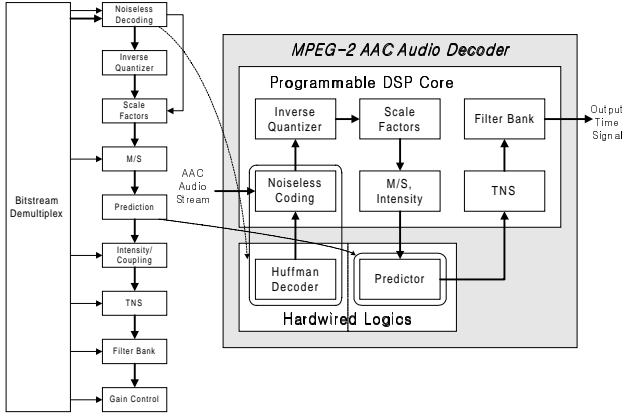 Bitstream
Demultiplex
Noiseless
Decoding
Inverse
Quantizer
Scale
Factors
M/S
Prediction
Intensity/
Coupling
TNS
Filter Bank
Gain Control
MPEG-2 AAC Audio Decoder
Programmable DSP Core
Inverse
Quantizer
Scale
Factors
Filter Bank
Output
Time
Signal
AAC
Audio
Stream
Noiseless
Coding
M/S,
Intensity
TNS
Huffman
Decoder
Predictor
Hardwired Logics